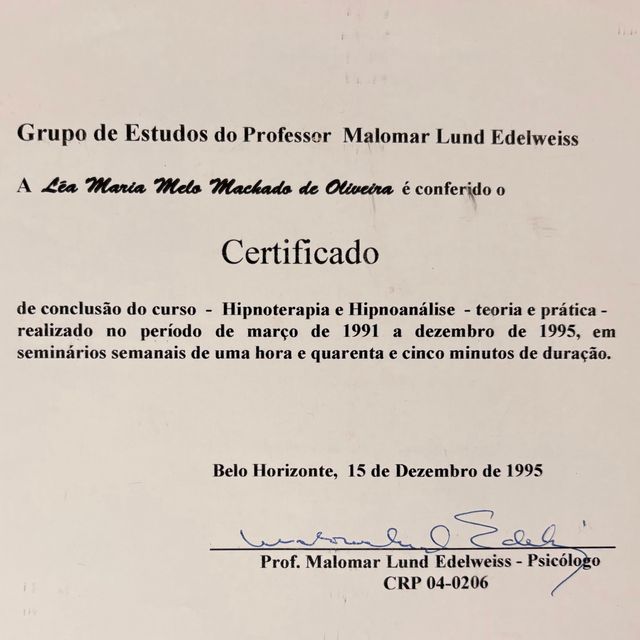 Grupo de Estudos do Professor Malomar Lund Edelweiss
A Lēa Maria Melo Machado de Oliveira é conferido o
Certificado
de conclusão do curso - Hipnoterapia e Hipnoanálise - teoria e prática -
realizado no período de março de 1991 a dezembro de 1995, em
seminários semanais de uma hora e quarenta e cinco minutos de duração.
Belo Horizonte, 15 de Dezembro de 1995
Prof. Malomar Lund Edelweiss - Psicólogo
CRP 04-0206